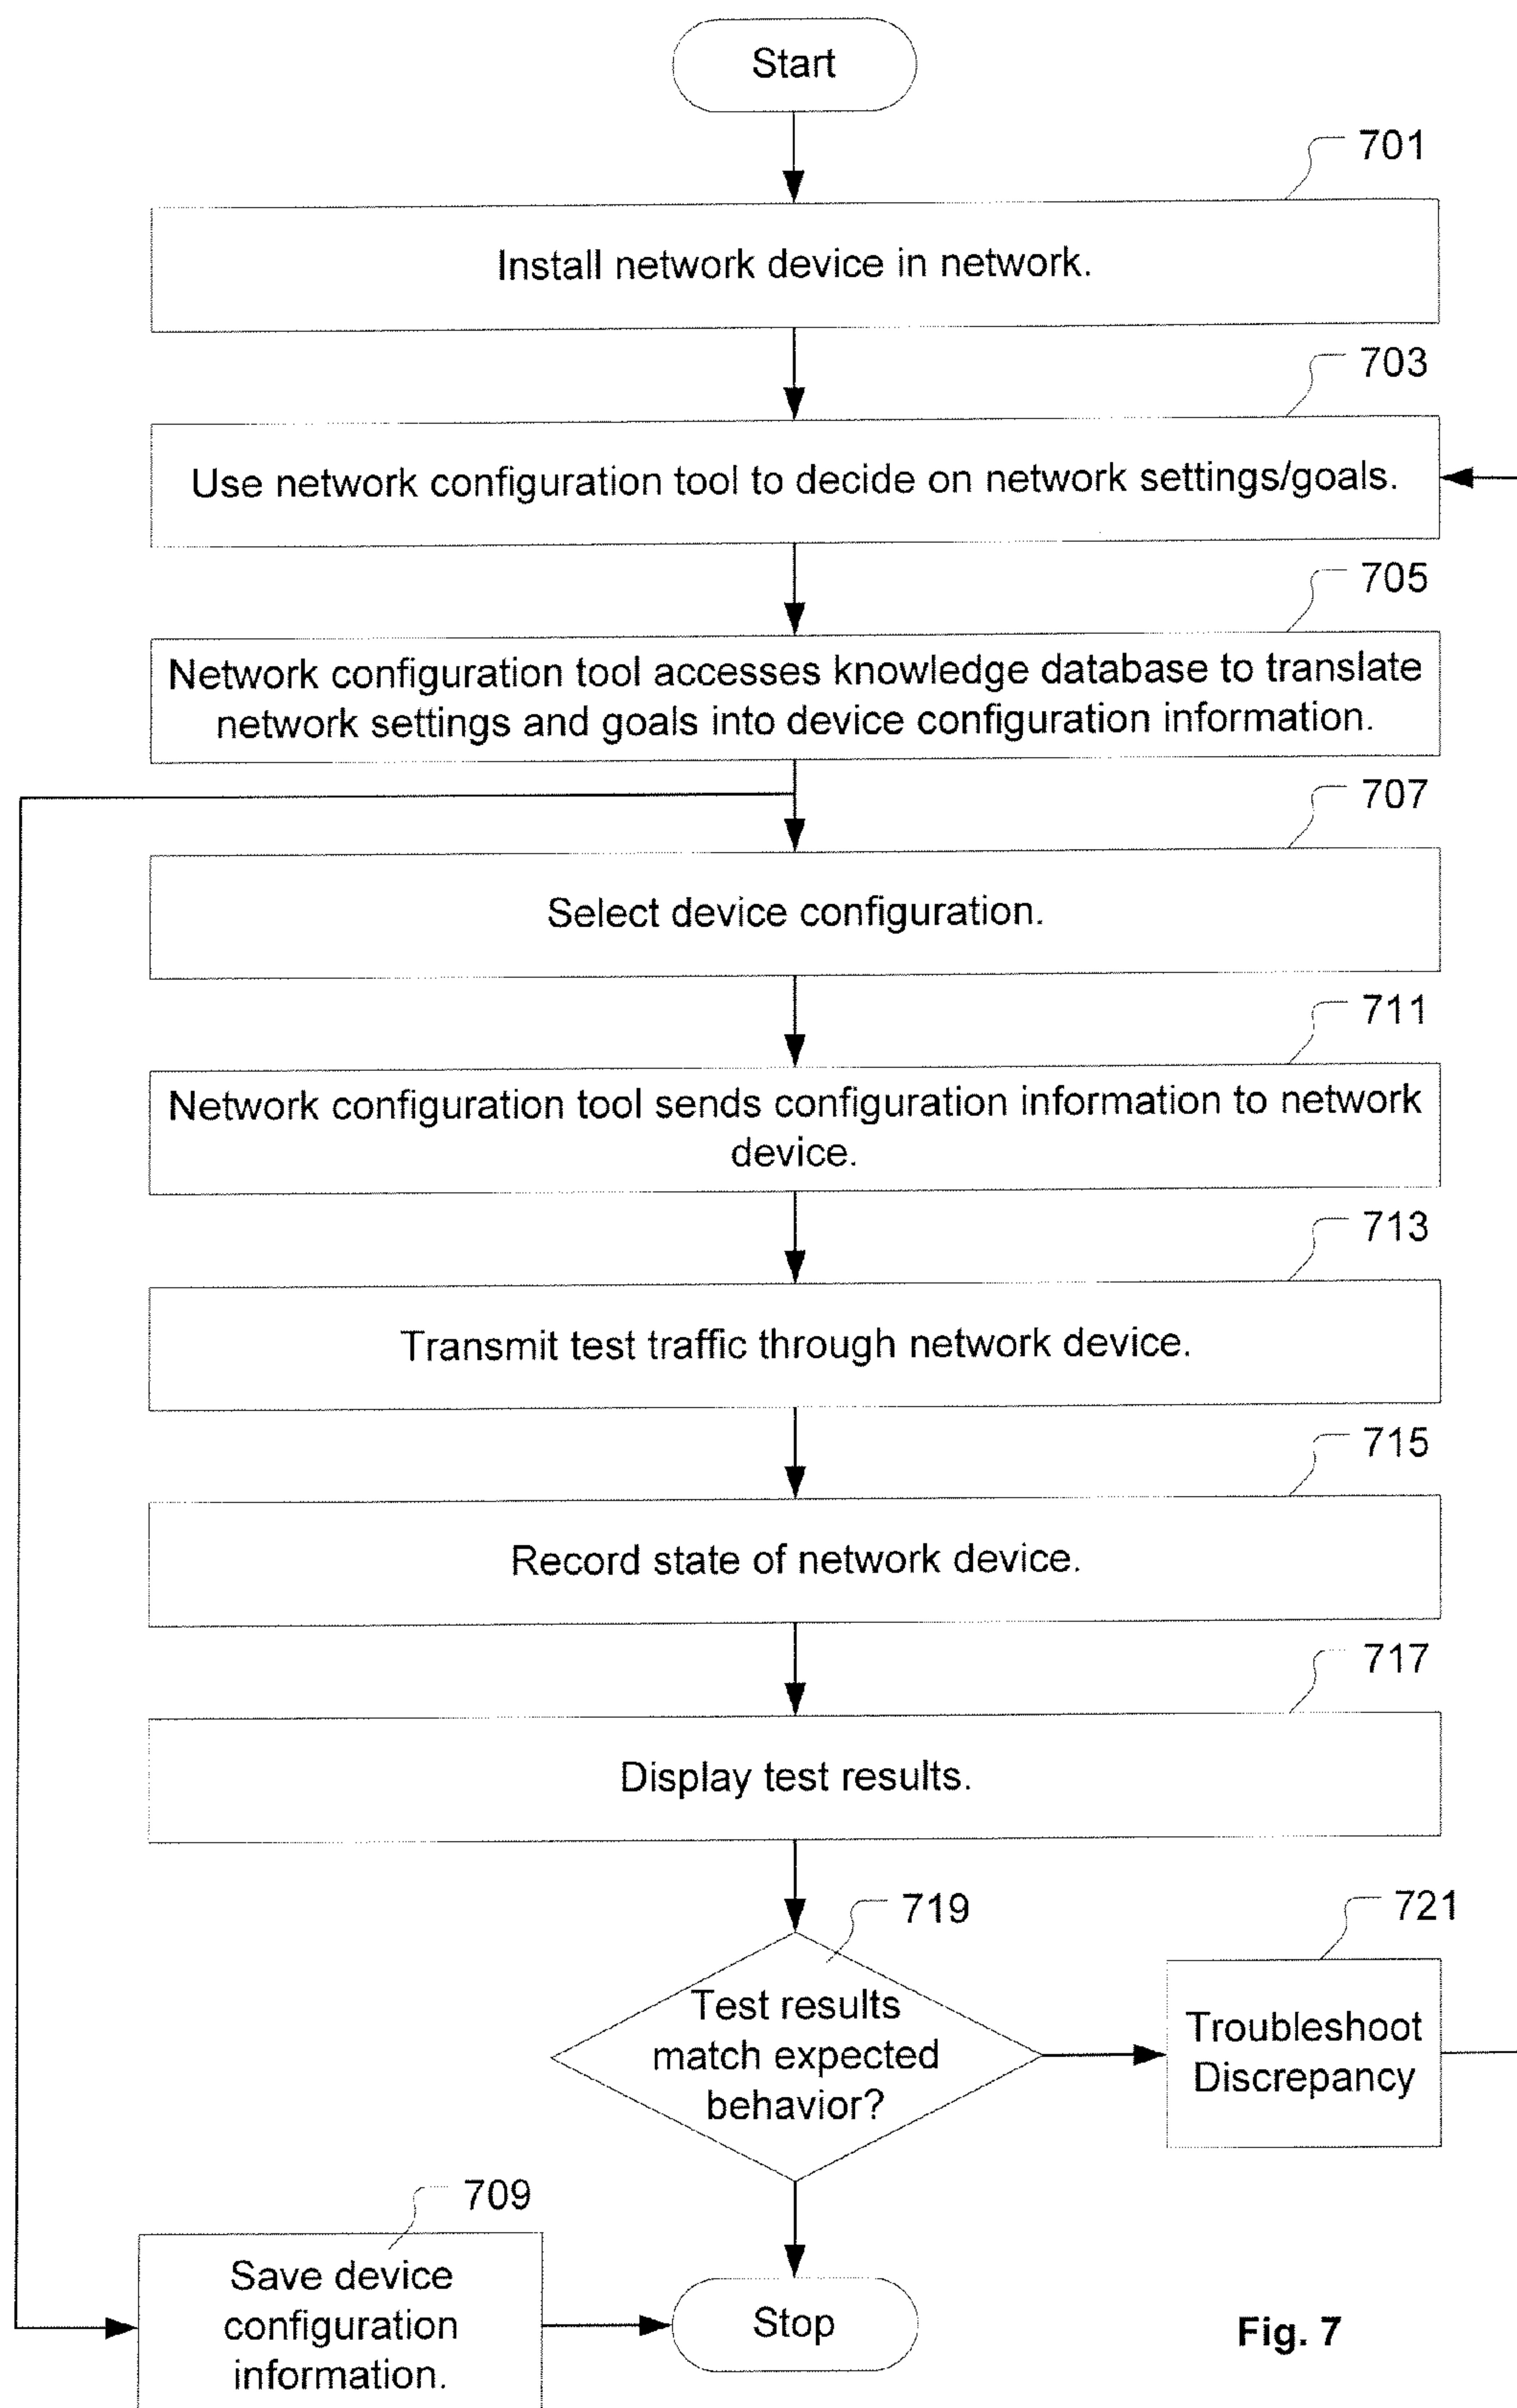 Start
701
Install network device in network.
703
Use network configuration tool to decide on network settings/goals.
705
Network configuration tool accesses knowledge database to translate
network settings and goals into device configuration information.
707
Select device configuration.
711
Network configuration tool sends configuration information to network
device.
713
Transmit test traffic through network device.
715
Record state of network device.
717
Display test results.
719
Test results
match expected
behavior?
721
Troubleshoot
Discrepancy
709
Save device
configuration
information.
Stop
Fig. 7